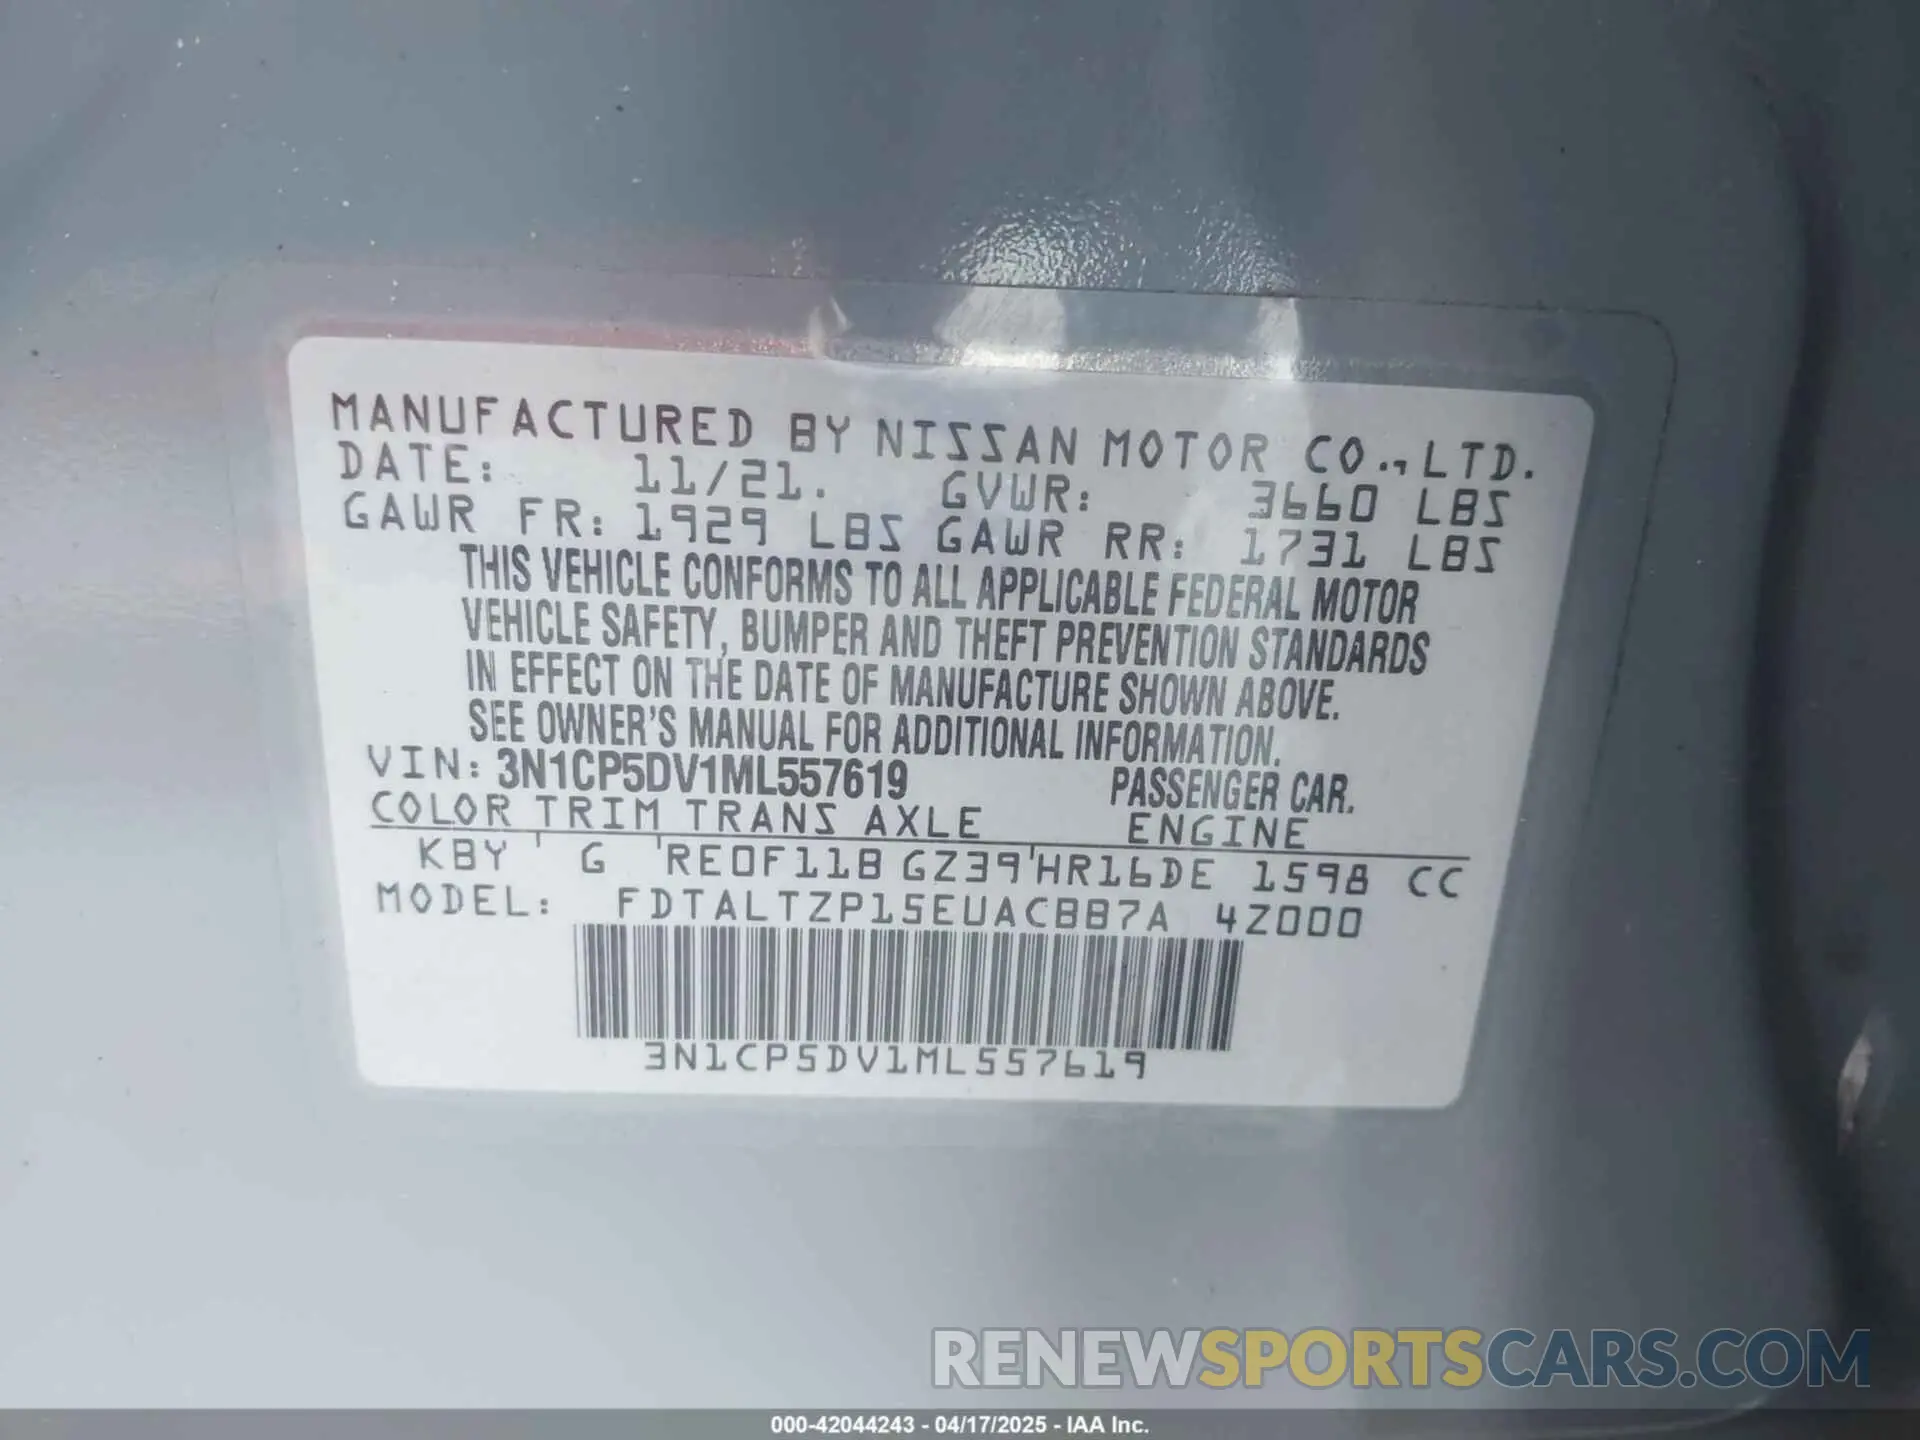 MANUFACTURED BY NISSAN MOTOR CO., LTD.
DATE: 11/21. GVWR: 3660 LBS
GAWR FR: 1929 LBS GAWR RR: 1731 LBS
THIS VEHICLE CONFORMS TO ALL APPLICABLE FEDERAL MOTOR
VEHICLE SAFETY, BUMPER AND THEFT PREVENTION STANDARDS
IN EFFECT ON THE DATE OF MANUFACTURE SHOWN ABOVE.
SEE OWNER'S MANUAL FOR ADDITIONAL INFORMATION.
VIN: 3N1CP5DV1ML557619 PASSENGER CAR.
COLOR TRIM TRANS AXLE ENGINE
KBY ' G ' RE0F11B GZ39 ' HR16DE 1598 CC
MODEL: FDTALTZP15EUACBB7A 4Z000
3N1CP5DV1ML557619
RENEWSPORTSCARS.COM
000-42044243 - 04/17/2025 - IAA Inc.